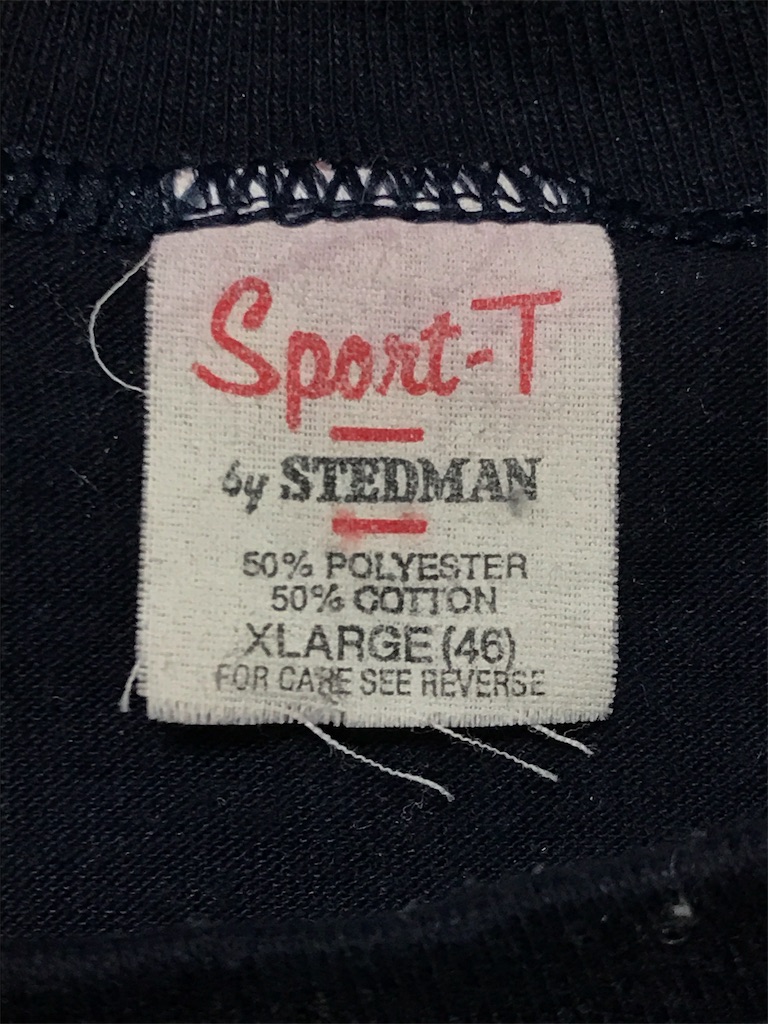 Sport-T
by STEDMAN
50% POLYESTER
50% COTTON
XLARGE (46)
FOR CARE SEE REVERSE